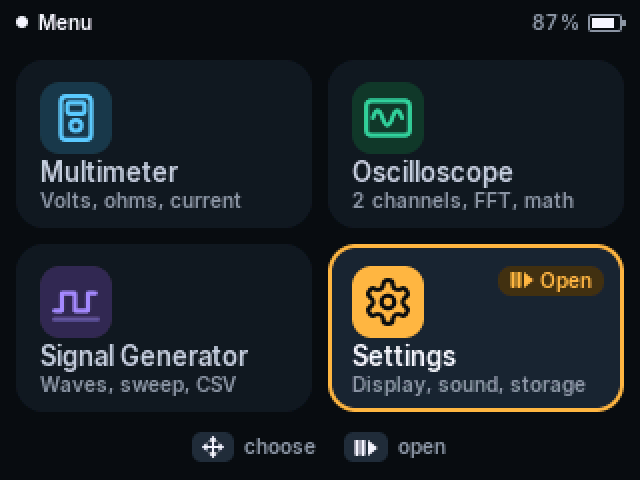 Menu
87%
Multimeter
Volts, ohms, current
Oscilloscope
2 channels, FFT, math
Signal Generator
Waves, sweep, CSV
Open
Settings
Display, sound, storage
choose
open